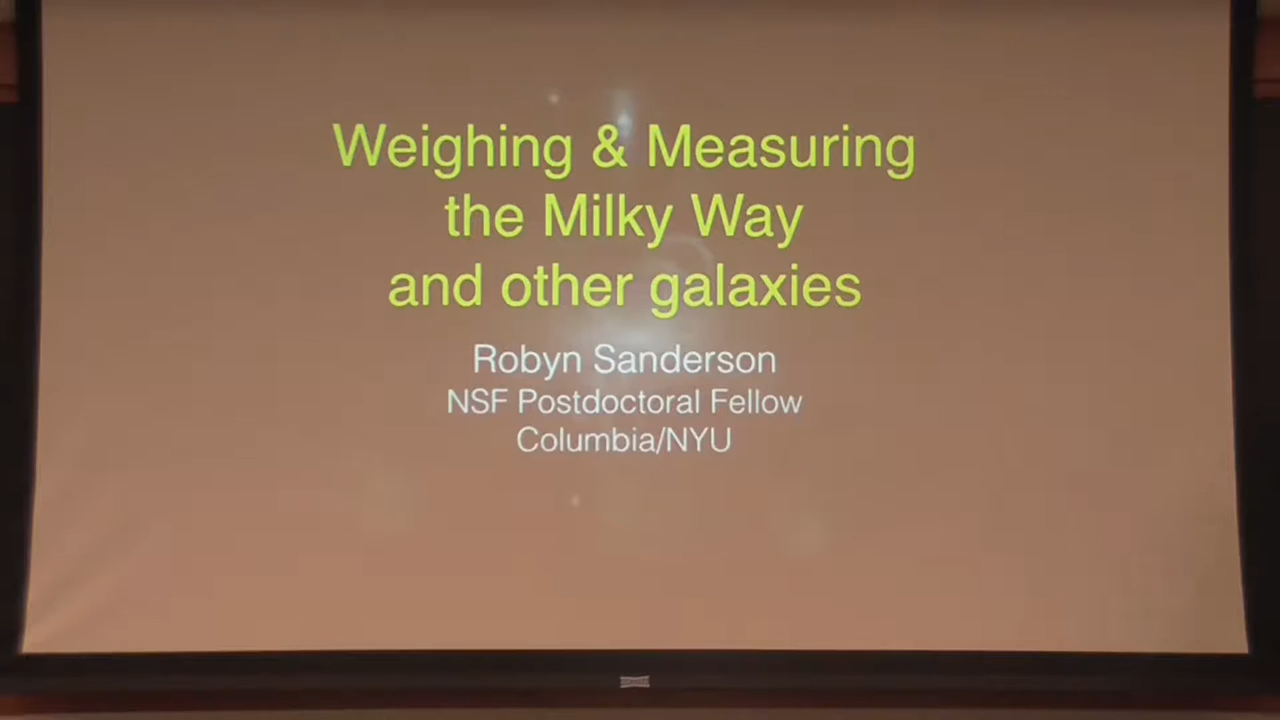 Weighing & Measuring
the Milky Way
and other galaxies
Robyn Sanderson
NSF Postdoctoral Fellow
Columbia/NYU